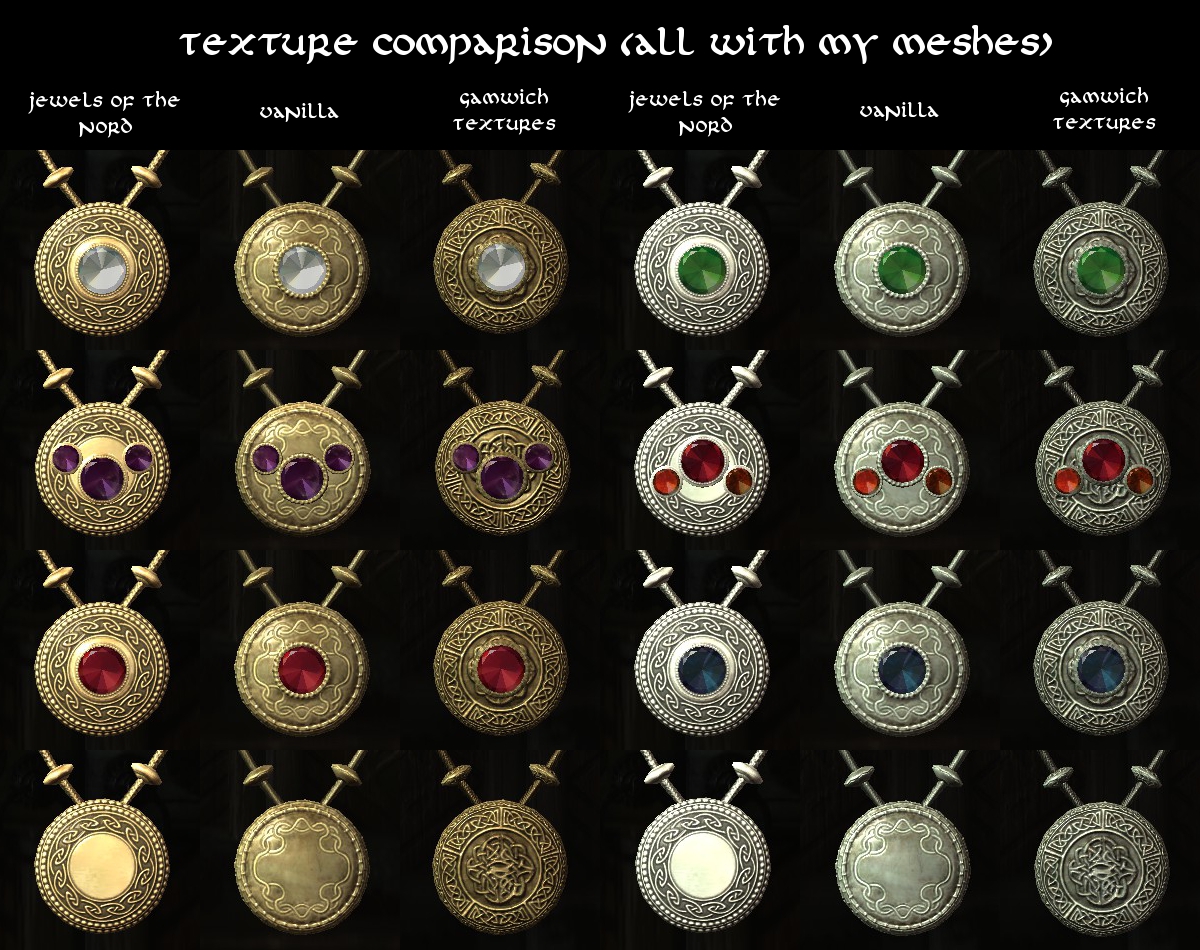 Texture Comparison (all with my meshes)
Jewels of the
Nord
Vanilla
Gamwich
Textures
Jewels of the
Nord
Vanilla
Gamwich
Textures